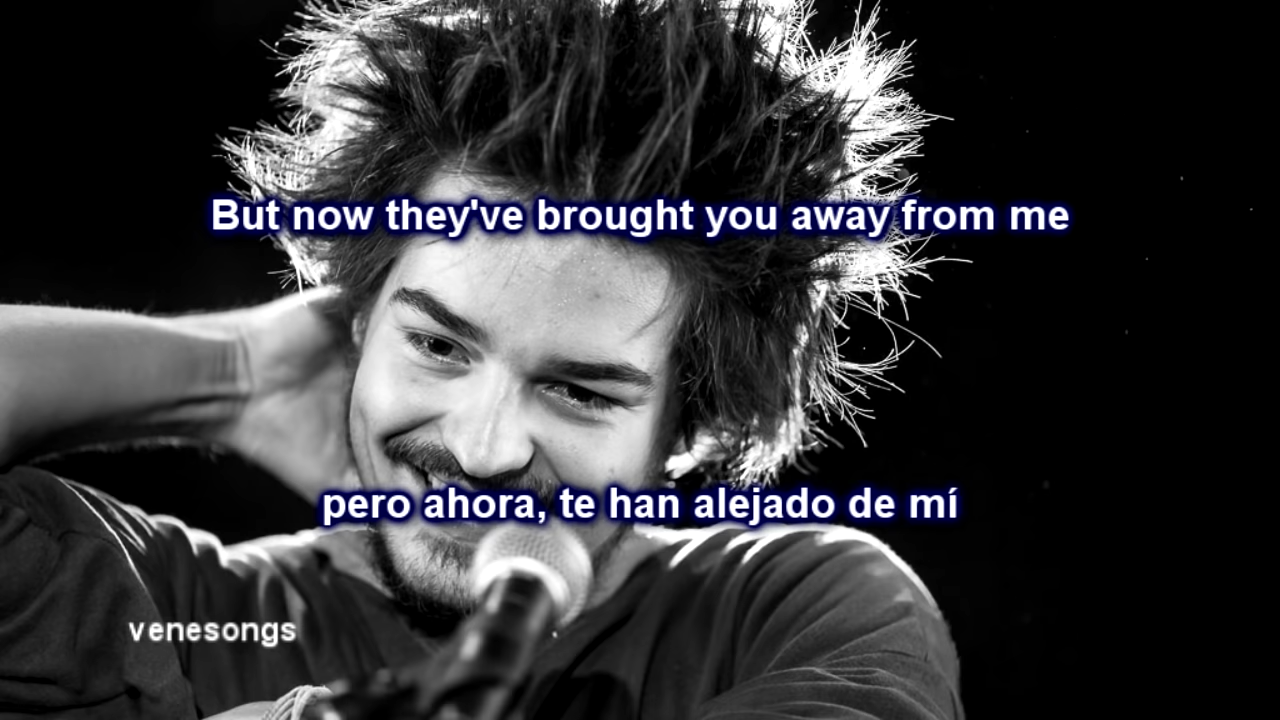 But now they've brought you away from me
pero ahora, te han alejado de mí
venesongs